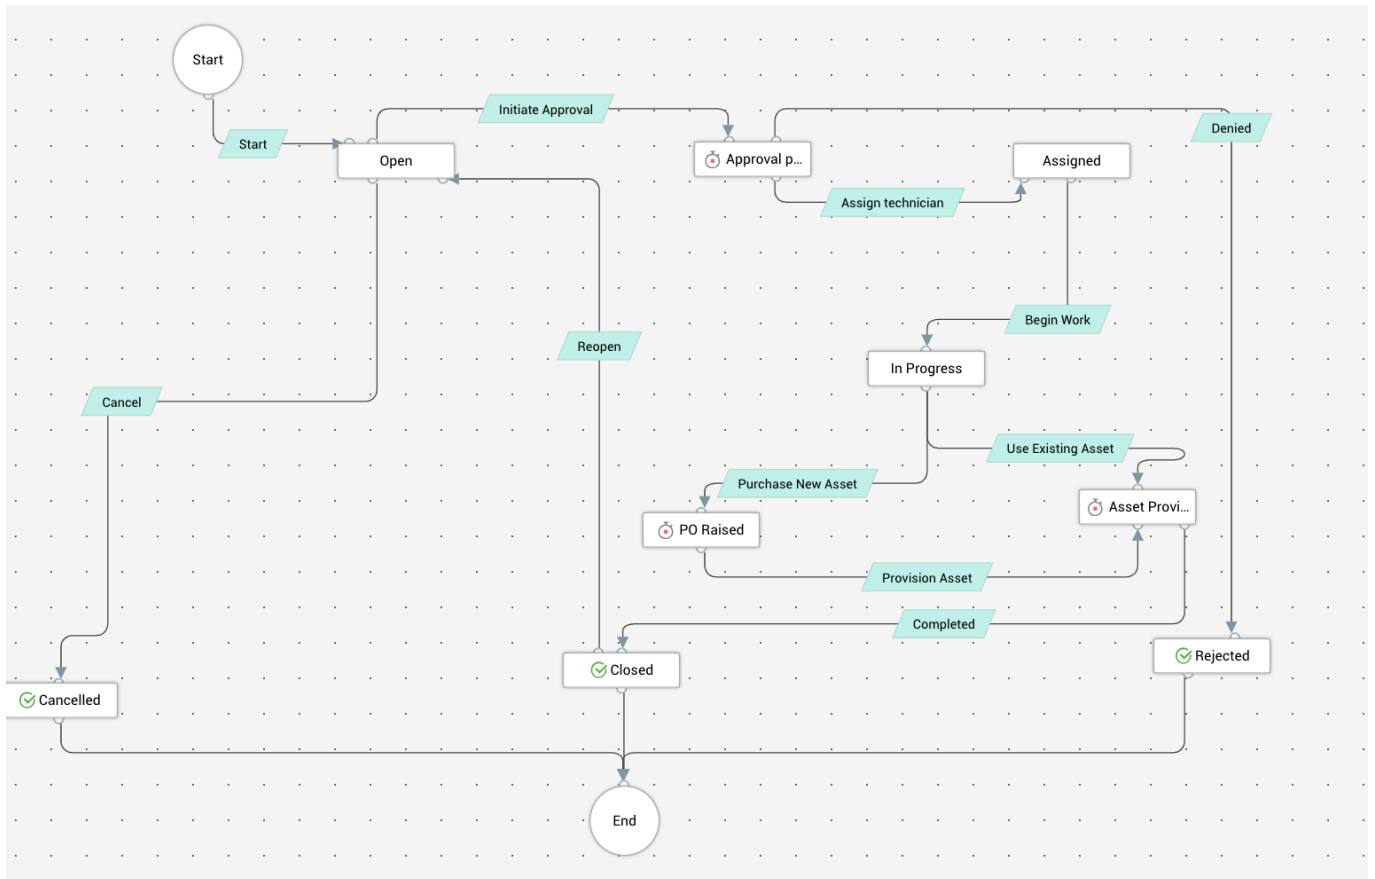 Start
Initiate Approval
Denied
Start
Open
Approval p...
Assigned
Assign technician
Begin Work
Reopen
In Progress
Cancel
Use Existing Asset
Purchase New Asset
Asset Provi...
PO Raised
Provision Asset
Completed
Rejected
Closed
Cancelled
End